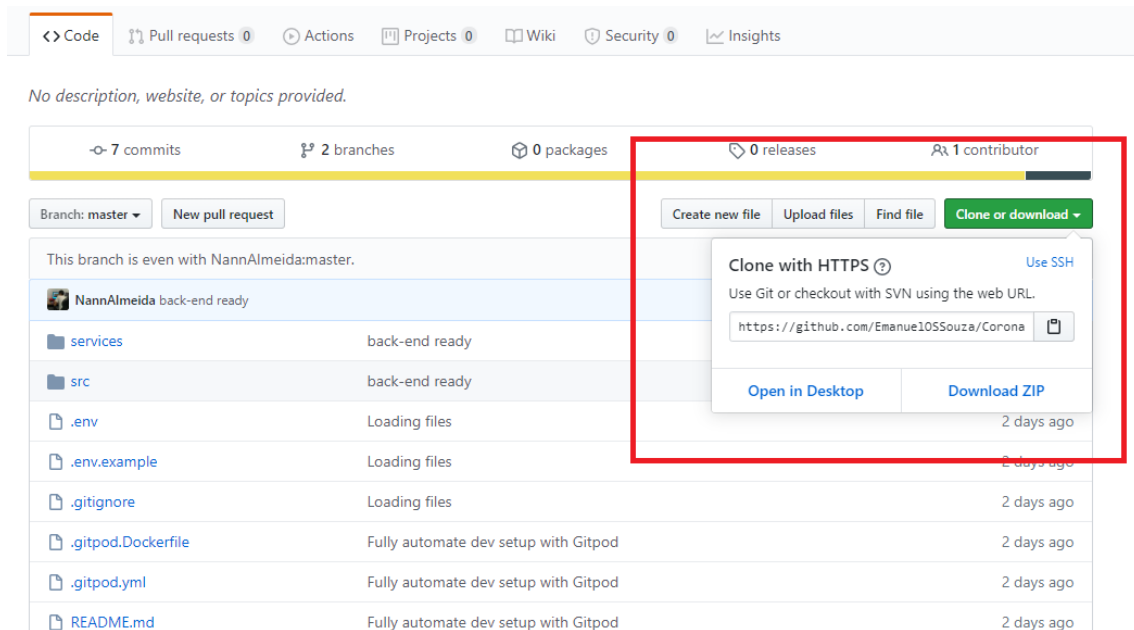 Code Pull requests 0 Actions Projects 0 Wiki Security 0 Insights
No description, website, or topics provided.
7 commits 2 branches 0 packages 0 releases 1 contributor
Branch: master New pull request Create new file Upload files Find file Clone or download
This branch is even with NannAlmeida:master.
NannAlmeida back-end ready
Clone with HTTPS ? Use SSH
Use Git or checkout with SVN using the web URL.
https://github.com/EmanuelOSSouza/Corona
Open in Desktop Download ZIP
services back-end ready
src back-end ready
.env Loading files 2 days ago
.env.example Loading files 2 days ago
.gitignore Loading files 2 days ago
.gitpod.Dockerfile Fully automate dev setup with Gitpod 2 days ago
.gitpod.yml Fully automate dev setup with Gitpod 2 days ago
README.md Fully automate dev setup with Gitpod 2 days ago